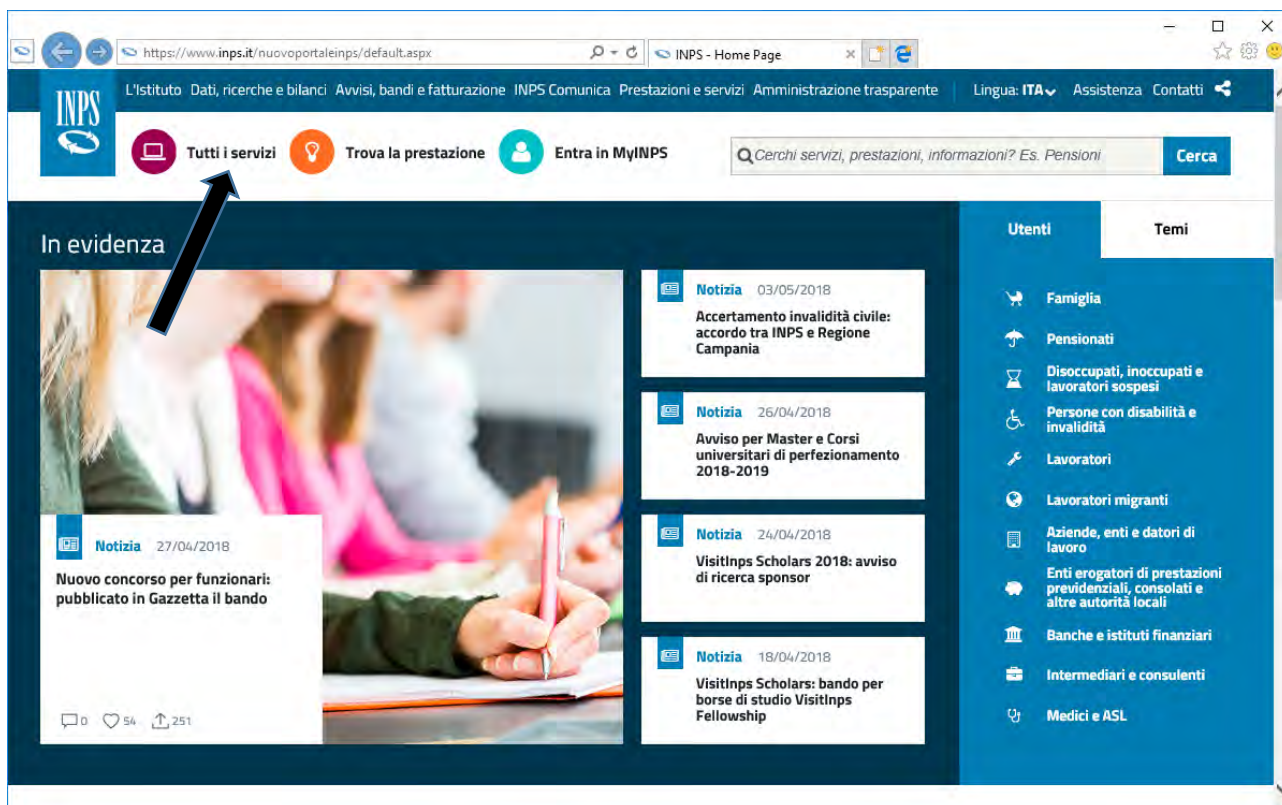 https://www.inps.it/nuovoportaleinps/default.aspx
INPS - Home Page
INPS
L'Istituto Dati, ricerche e bilanci Avvisi, bandi e fatturazione INPS Comunica Prestazioni e servizi Amministrazione trasparente
Lingua: ITA Assistenza Contatti
Tutti i servizi
Trova la prestazione
Entra in MyINPS
Cerchi servizi, prestazioni, informazioni? Es. Pensioni
Cerca
In evidenza
Notizia 27/04/2018
Nuovo concorso per funzionari:
pubblicato in Gazzetta il bando
0 54 251
Notizia 03/05/2018
Accertamento invalidità civile:
accordo tra INPS e Regione
Campania
Notizia 26/04/2018
Avviso per Master e Corsi
universitari di perfezionamento
2018-2019
Notizia 24/04/2018
VisitInps Scholars 2018: avviso
di ricerca sponsor
Notizia 18/04/2018
VisitInps Scholars: bando per
borse di studio VisitInps
Fellowship
Utenti
Temi
Famiglia
Pensionati
Disoccupati, inoccupati e
lavoratori sospesi
Persone con disabilità e
invalidità
Lavoratori
Lavoratori migranti
Aziende, enti e datori di
lavoro
Enti erogatori di prestazioni
previdenziali, consolati e
altre autorità locali
Banche e istituti finanziari
Intermediari e consulenti
Medici e ASL